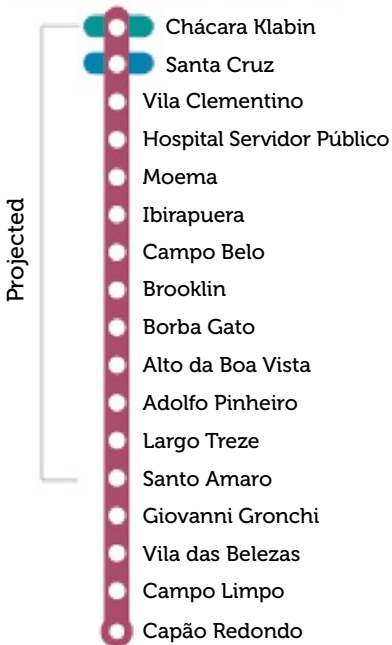 Chácara Klabin
Santa Cruz
Vila Clementino
Hospital Servidor Público
Moema
Ibirapuera
Campo Belo
Brooklin
Borba Gato
Alto da Boa Vista
Adolfo Pinheiro
Largo Treze
Santo Amaro
Giovanni Gronchi
Vila das Belezas
Campo Limpo
Capão Redondo
Projected